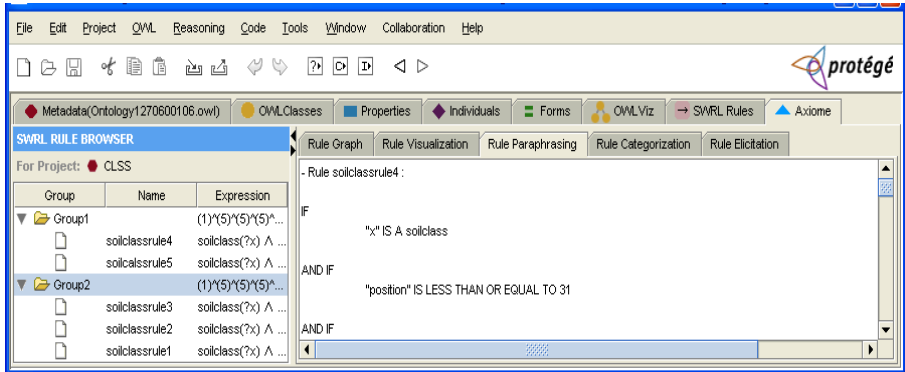 File Edit Project OWL Reasoning Code Tools Window Collaboration Help
protégé
Metadata(Ontology1270600106.owl) OWLClasses Properties Individuals Forms OWLViz SWRL Rules Axiome
SWRL RULE BROWSER
For Project: CLSS
Group Name Expression
Group1 (1)^(5)^(5)^(5)^...
soilclassrule4 soilclass(?x) ∧ ...
soilcalssrule5 soilclass(?x) ∧ ...
Group2 (1)^(5)^(5)^(5)^...
soilclassrule3 soilclass(?x) ∧ ...
soilclassrule2 soilclass(?x) ∧ ...
soilclassrule1 soilclass(?x) ∧ ...
Rule Graph Rule Visualization Rule Paraphrasing Rule Categorization Rule Elicitation
- Rule soilclassrule4 :
IF
"x" IS A soilclass
AND IF
"position" IS LESS THAN OR EQUAL TO 31
AND IF